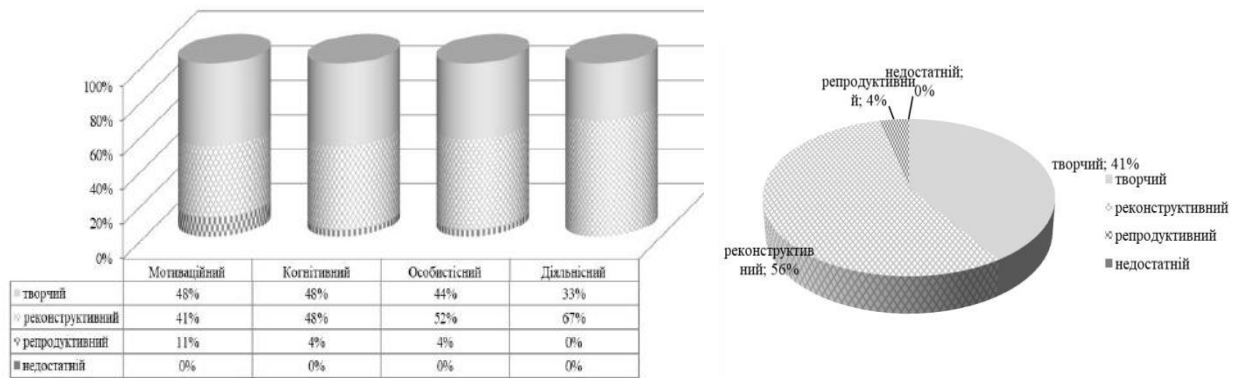 100%
80%
60%
40%
20%
0%
Мотиваційний Когнітивний Особистісний Діяльнісний
творчий 48% 48% 44% 33%
реконструктивний 41% 48% 52% 67%
репродуктивний 11% 4% 4% 0%
недостатній 0% 0% 0% 0%
недостатній;
0%
репродуктивни
й; 4%
творчий; 41%
реконструктив
ний; 56%
творчий
реконструктивний
репродуктивний
недостатній